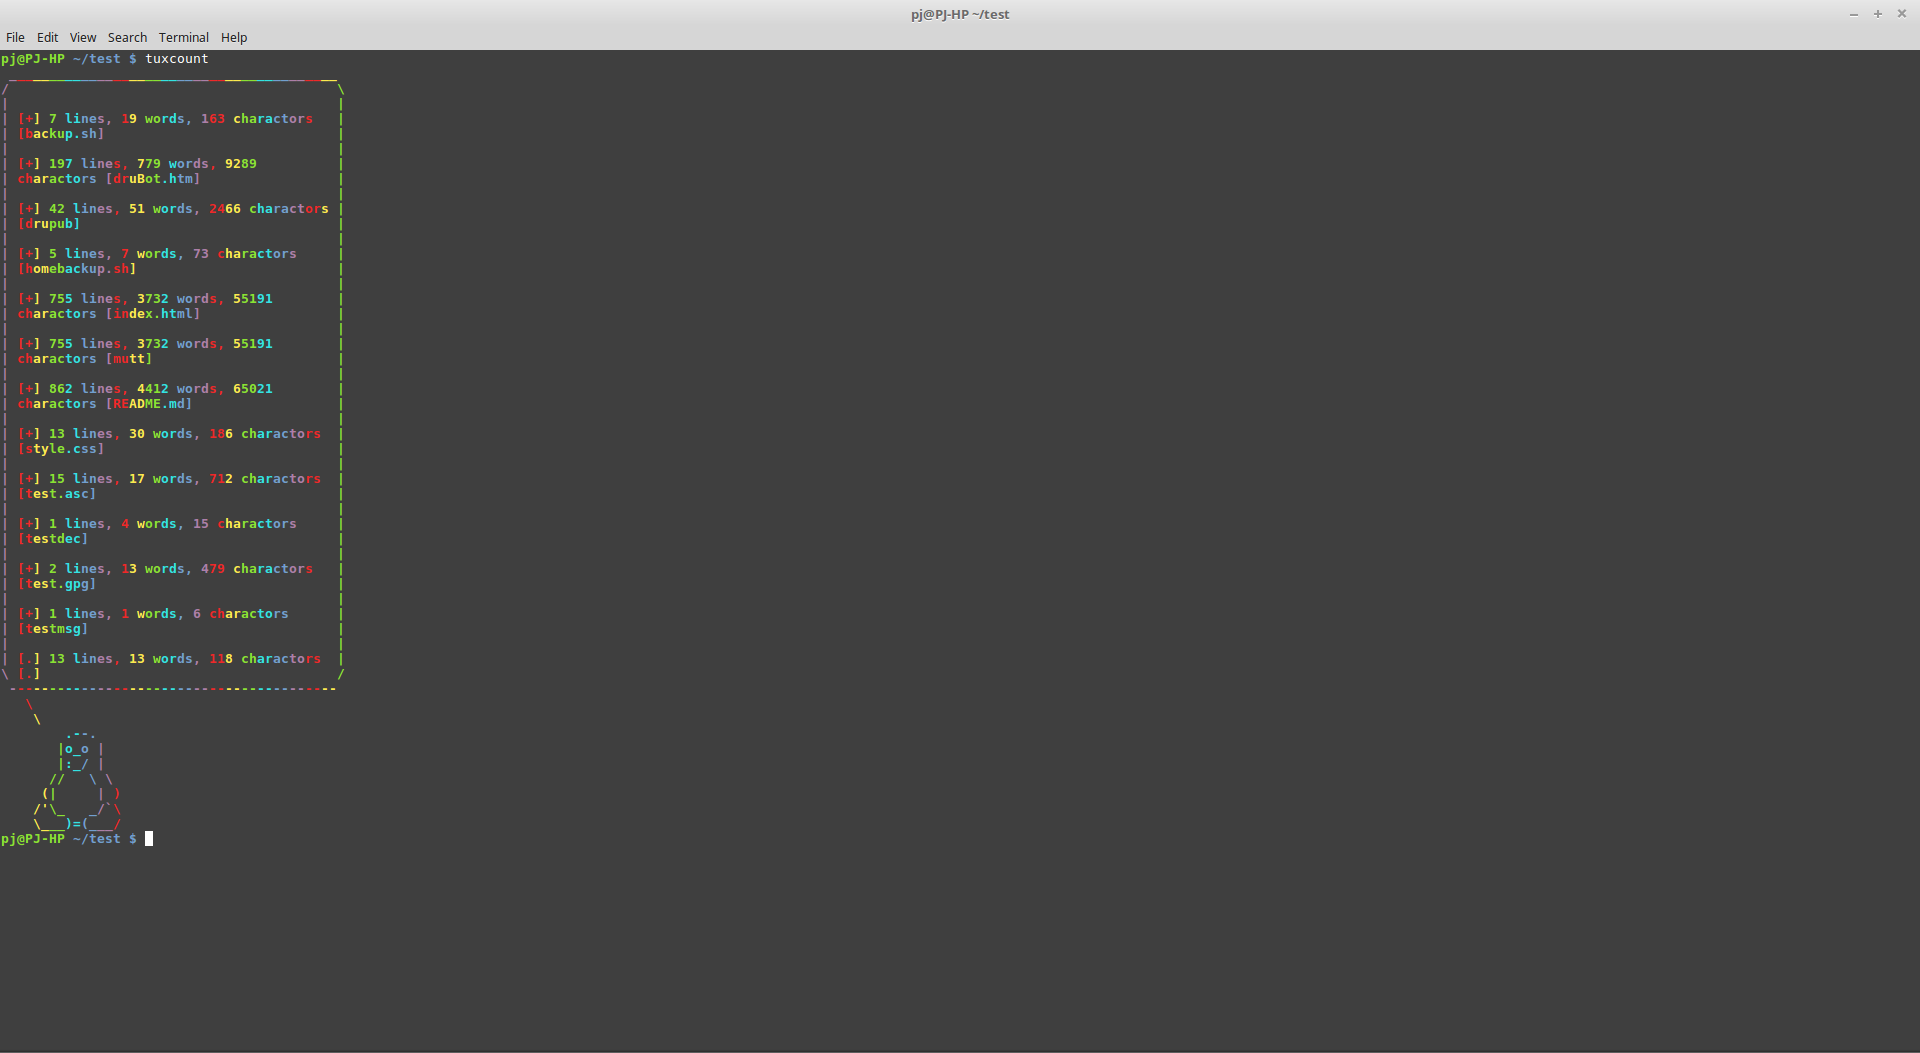 pj@PJ-HP ~/test
File Edit View Search Terminal Help
pj@PJ-HP ~/test $ tuxcount
[+] 7 lines, 19 words, 163 charactors
[backup.sh]
[+] 197 lines, 779 words, 9289
charactors [druBot.htm]
[+] 42 lines, 51 words, 2466 charactors
[drupub]
[+] 5 lines, 7 words, 73 charactors
[homebackup.sh]
[+] 755 lines, 3732 words, 55191
charactors [index.html]
[+] 755 lines, 3732 words, 55191
charactors [mutt]
[+] 862 lines, 4412 words, 65021
charactors [README.md]
[+] 13 lines, 30 words, 186 charactors
[style.css]
[+] 15 lines, 17 words, 712 charactors
[test.asc]
[+] 1 lines, 4 words, 15 charactors
[testdec]
[+] 2 lines, 13 words, 479 charactors
[test.gpg]
[+] 1 lines, 1 words, 6 charactors
[testmsg]
[.] 13 lines, 13 words, 118 charactors
[.]
pj@PJ-HP ~/test $